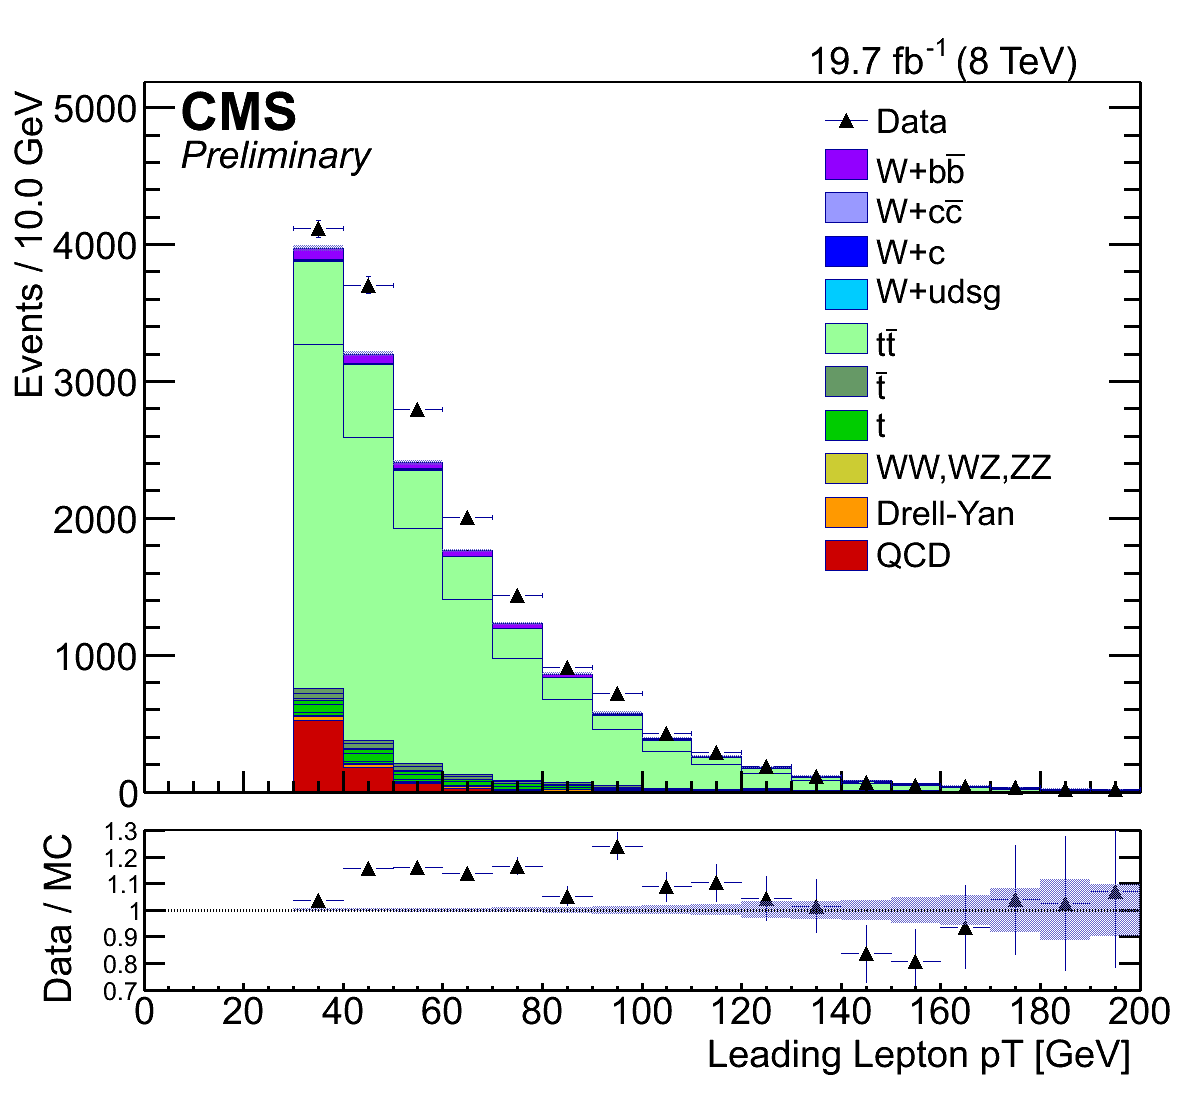 19.7 fb⁻¹ (8 TeV)
CMS
Preliminary
Events / 10.0 GeV
5000
4000
3000
2000
1000
0
Data
W+bb̅
W+cc̅
W+c
W+udsg
tt̅
t̅
t
WW,WZ,ZZ
Drell-Yan
QCD
Data / MC
1.3
1.2
1.1
1
0.9
0.8
0.7
0 20 40 60 80 100 120 140 160 180 200
Leading Lepton pT [GeV]